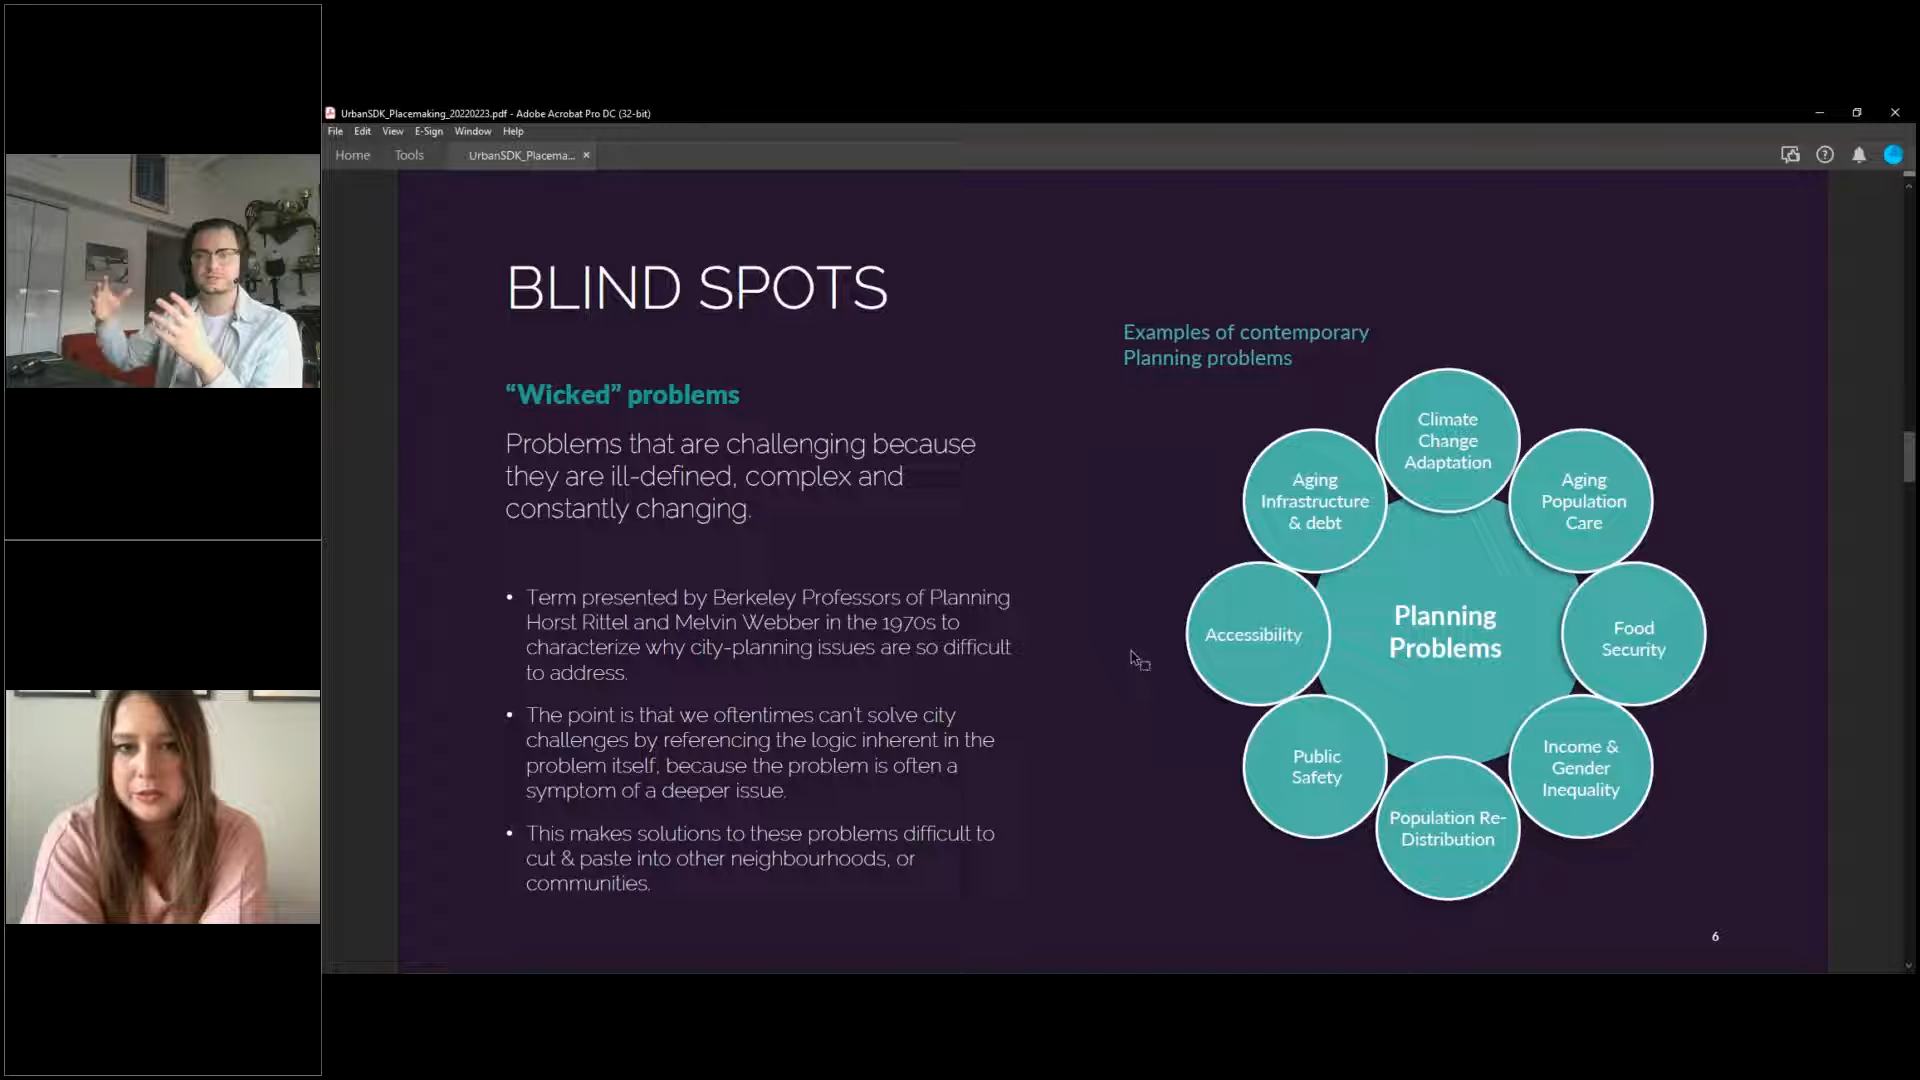 UrbanSDK_Placemaking_20220223.pdf - Adobe Acrobat Pro DC (32-bit)
File Edit View E-Sign Window Help
Home Tools UrbanSDK_Placema...
BLIND SPOTS
“Wicked” problems
Problems that are challenging because
they are ill-defined, complex and
constantly changing.
• Term presented by Berkeley Professors of Planning
Horst Rittel and Melvin Webber in the 1970s to
characterize why city-planning issues are so difficult
to address.
• The point is that we oftentimes can't solve city
challenges by referencing the logic inherent in the
problem itself, because the problem is often a
symptom of a deeper issue.
• This makes solutions to these problems difficult to
cut & paste into other neighbourhoods, or
communities.
Examples of contemporary
Planning problems
Climate
Change
Adaptation
Aging
Population
Care
Food
Security
Income &
Gender
Inequality
Population Re-
Distribution
Public
Safety
Accessibility
Aging
Infrastructure
& debt
Planning
Problems
6